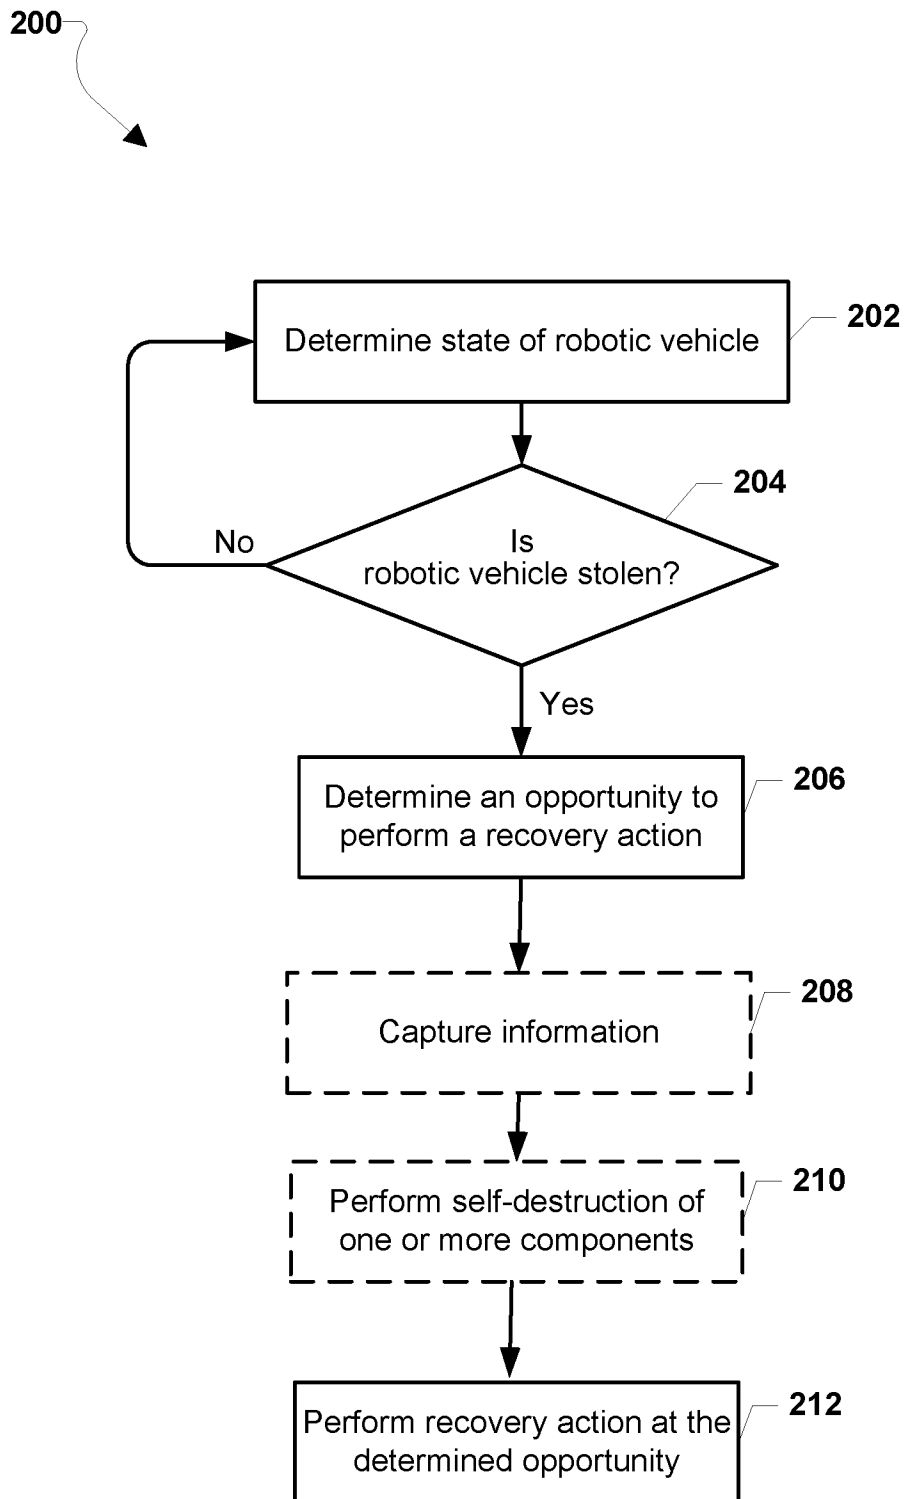 200
Determine state of robotic vehicle
202
204
Is
robotic vehicle stolen?
No
Yes
206
Determine an opportunity to
perform a recovery action
208
Capture information
210
Perform self-destruction of
one or more components
212
Perform recovery action at the
determined opportunity